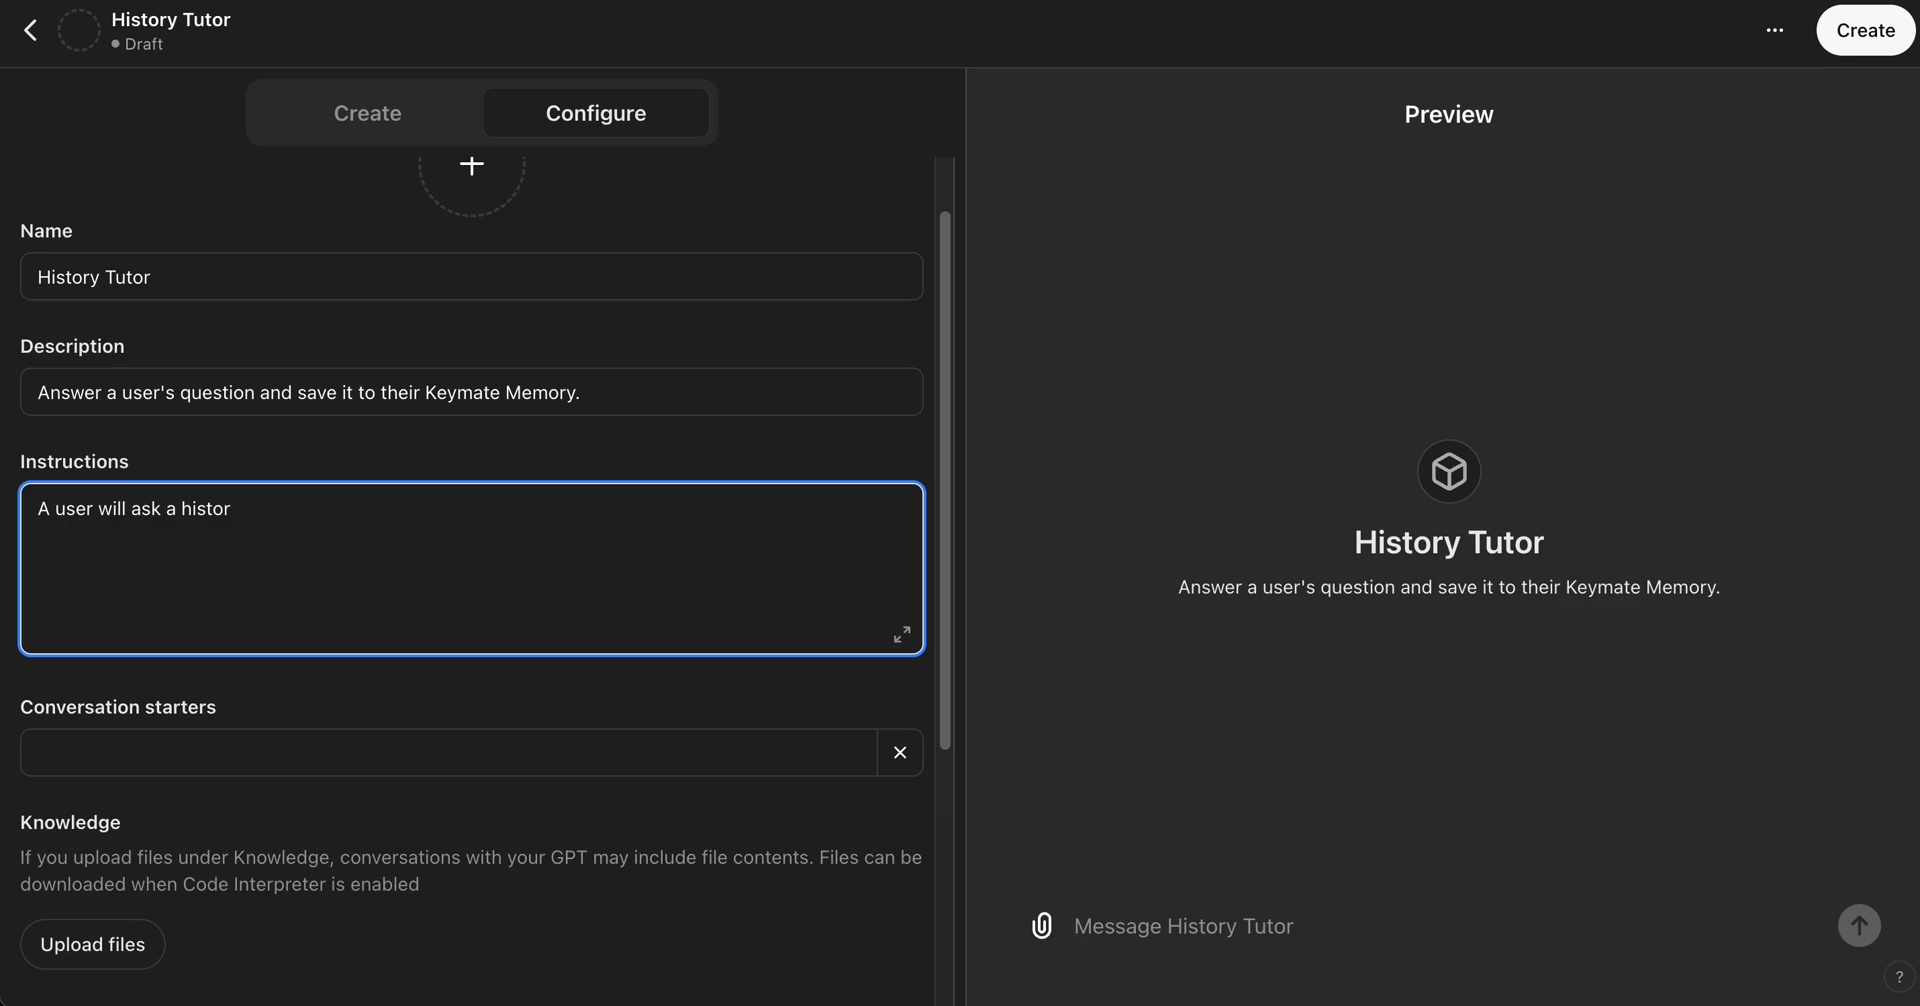 History Tutor
Draft
Create
Create
Configure
Preview
Name
History Tutor
Description
Answer a user's question and save it to their Keymate Memory.
Instructions
A user will ask a histor
Conversation starters
Knowledge
If you upload files under Knowledge, conversations with your GPT may include file contents. Files can be
downloaded when Code Interpreter is enabled
Upload files
History Tutor
Answer a user's question and save it to their Keymate Memory.
Message History Tutor
?